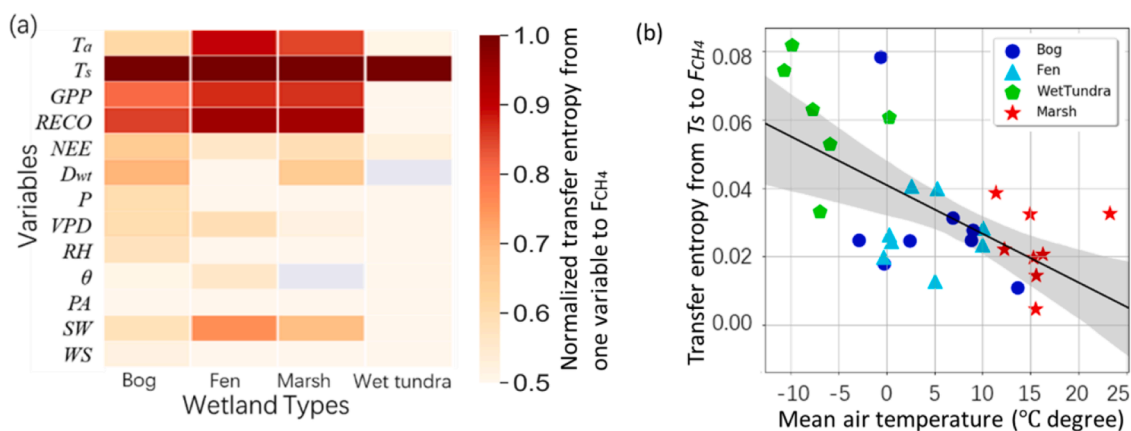 (a)
Variables
Ta
Ts
GPP
RECO
NEE
Dwt
P
VPD
RH
θ
PA
SW
WS
Bog Fen Marsh Wet tundra
Wetland Types
1.0
0.9
0.8
0.7
0.6
0.5
Normalized transfer entropy from
one variable to FCH4
(b)
Transfer entropy from Ts to FCH4
0.08
0.06
0.04
0.02
0.00
Bog
Fen
WetTundra
Marsh
-10 -5 0 5 10 15 20 25
Mean air temperature (°C degree)